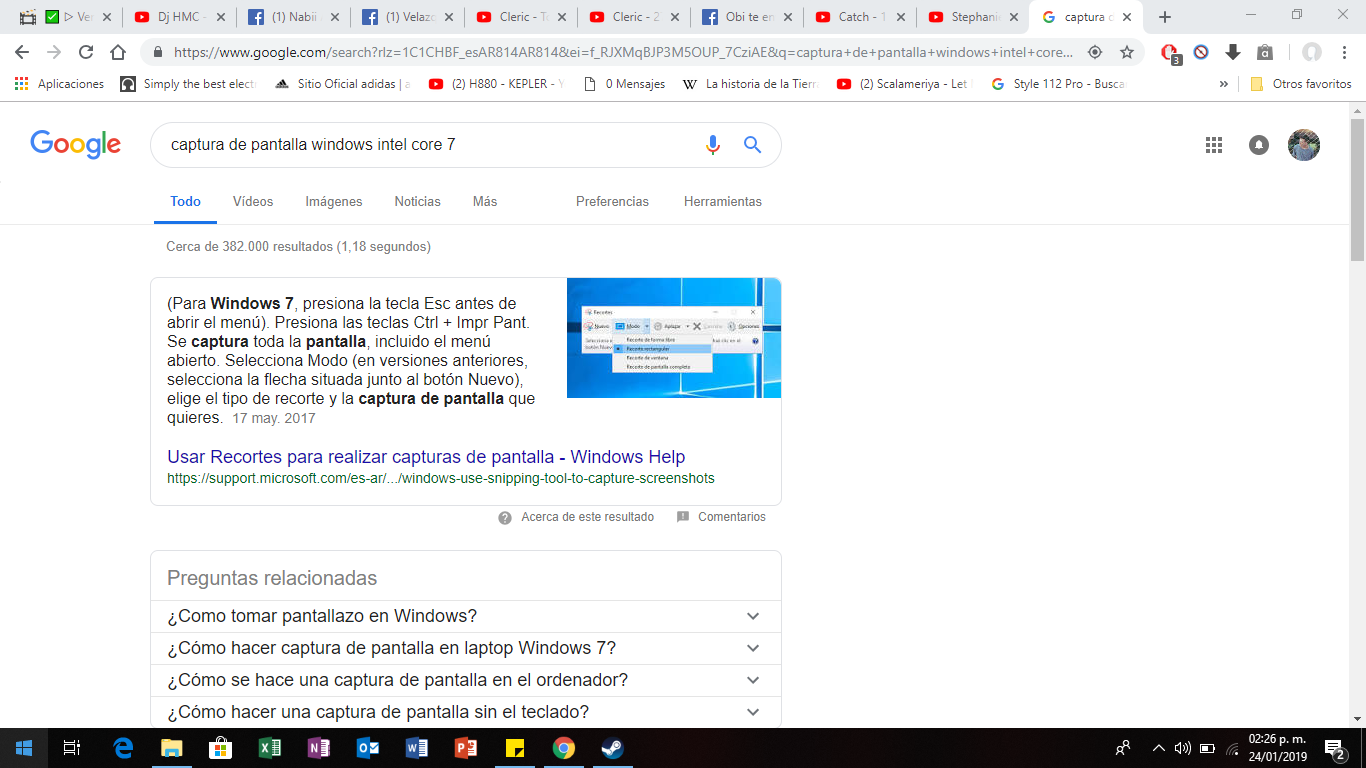 ▷ Ver
Dj HMC -
(1) Nabii
(1) Velazq
Cleric - To
Cleric - 2
Obi te en
Catch - 1
Stephanie
captura d
https://www.google.com/search?rlz=1C1CHBF_esAR814AR814&ei=f_RJXMqBJP3M5OUP_7CziAE&q=captura+de+pantalla+windows+intel+core...
3
Aplicaciones
Simply the best elect
Sitio Oficial adidas | a
(2) H880 - KEPLER - Y
0 Mensajes
La historia de la Tierra
(2) Scalameriya - Let
Style 112 Pro - Busca
»
Otros favoritos
Google
captura de pantalla windows intel core 7
Todo
Vídeos
Imágenes
Noticias
Más
Preferencias
Herramientas
Cerca de 382.000 resultados (1,18 segundos)
(Para Windows 7, presiona la tecla Esc antes de
abrir el menú). Presiona las teclas Ctrl + Impr Pant.
Se captura toda la pantalla, incluido el menú
abierto. Selecciona Modo (en versiones anteriores,
selecciona la flecha situada junto al botón Nuevo),
elige el tipo de recorte y la captura de pantalla que
quieres. 17 may. 2017
Recortes
Nuevo Modo Aplazar Opciones
Recorte de forma libre
Recorte rectangular
Recorte de ventana
Recorte de pantalla completa
Usar Recortes para realizar capturas de pantalla - Windows Help
https://support.microsoft.com/es-ar/.../windows-use-snipping-tool-to-capture-screenshots
Acerca de este resultado
Comentarios
Preguntas relacionadas
¿Como tomar pantallazo en Windows?
¿Cómo hacer captura de pantalla en laptop Windows 7?
¿Cómo se hace una captura de pantalla en el ordenador?
¿Cómo hacer una captura de pantalla sin el teclado?
02:26 p. m.
24/01/2019
2